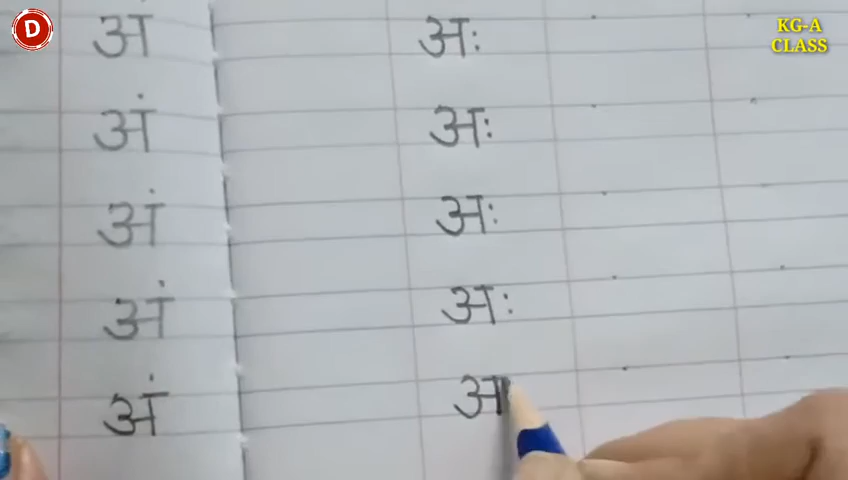 D
KG-A
CLASS
अं अः
अं अः
अं अः
अं अः
अं अ